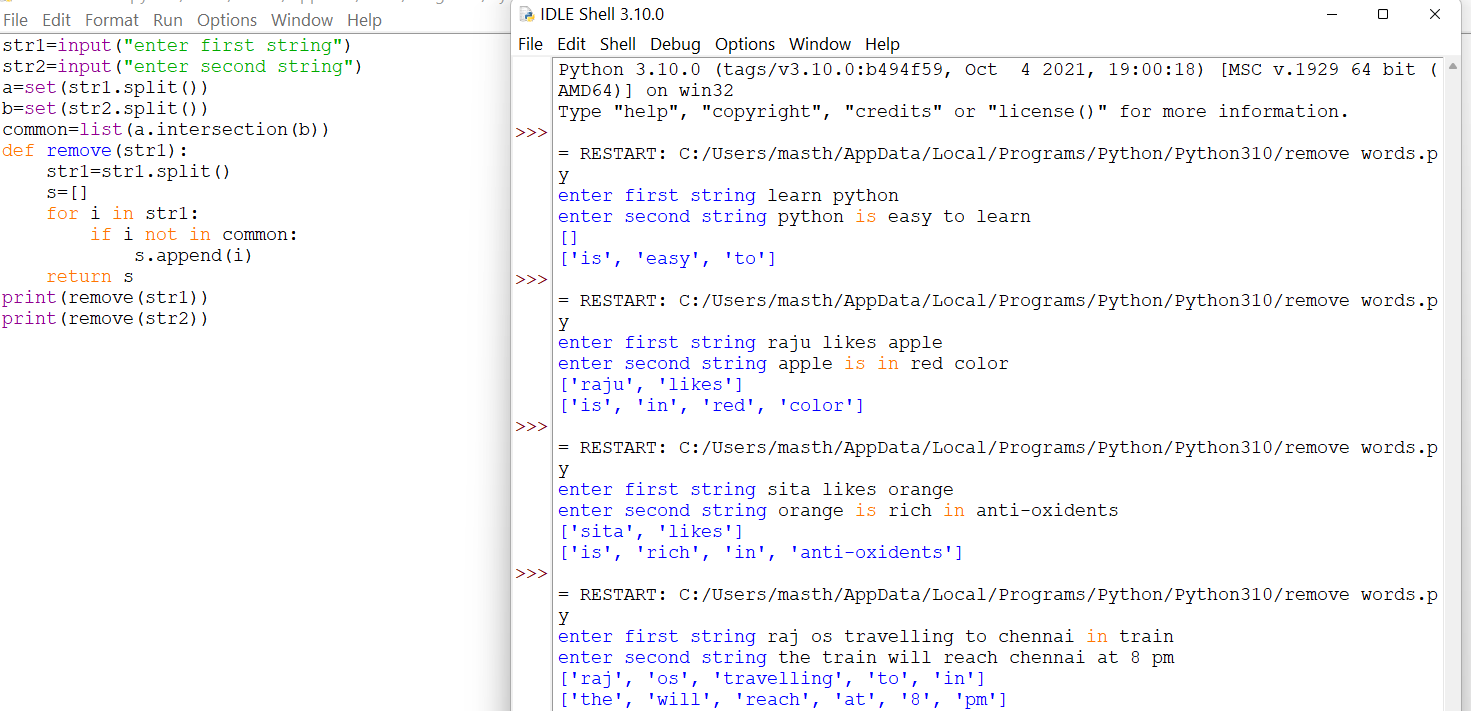 File Edit Format Run Options Window Help
str1=input("enter first string")
str2=input("enter second string")
a=set(str1.split())
b=set(str2.split())
common=list(a.intersection(b))
def remove(str1):
    str1=str1.split()
    s=[]
    for i in str1:
        if i not in common:
            s.append(i)
    return s
print(remove(str1))
print(remove(str2))
IDLE Shell 3.10.0
File Edit Shell Debug Options Window Help
Python 3.10.0 (tags/v3.10.0:b494f59, Oct  4 2021, 19:00:18) [MSC v.1929 64 bit (
AMD64)] on win32
Type "help", "copyright", "credits" or "license()" for more information.
>>>
= RESTART: C:/Users/masth/AppData/Local/Programs/Python/Python310/remove words.p
y
enter first string learn python
enter second string python is easy to learn
[]
['is', 'easy', 'to']
>>>
= RESTART: C:/Users/masth/AppData/Local/Programs/Python/Python310/remove words.p
y
enter first string raju likes apple
enter second string apple is in red color
['raju', 'likes']
['is', 'in', 'red', 'color']
>>>
= RESTART: C:/Users/masth/AppData/Local/Programs/Python/Python310/remove words.p
y
enter first string sita likes orange
enter second string orange is rich in anti-oxidents
['sita', 'likes']
['is', 'rich', 'in', 'anti-oxidents']
>>>
= RESTART: C:/Users/masth/AppData/Local/Programs/Python/Python310/remove words.p
y
enter first string raj os travelling to chennai in train
enter second string the train will reach chennai at 8 pm
['raj', 'os', 'travelling', 'to', 'in']
['the', 'will', 'reach', 'at', '8', 'pm']